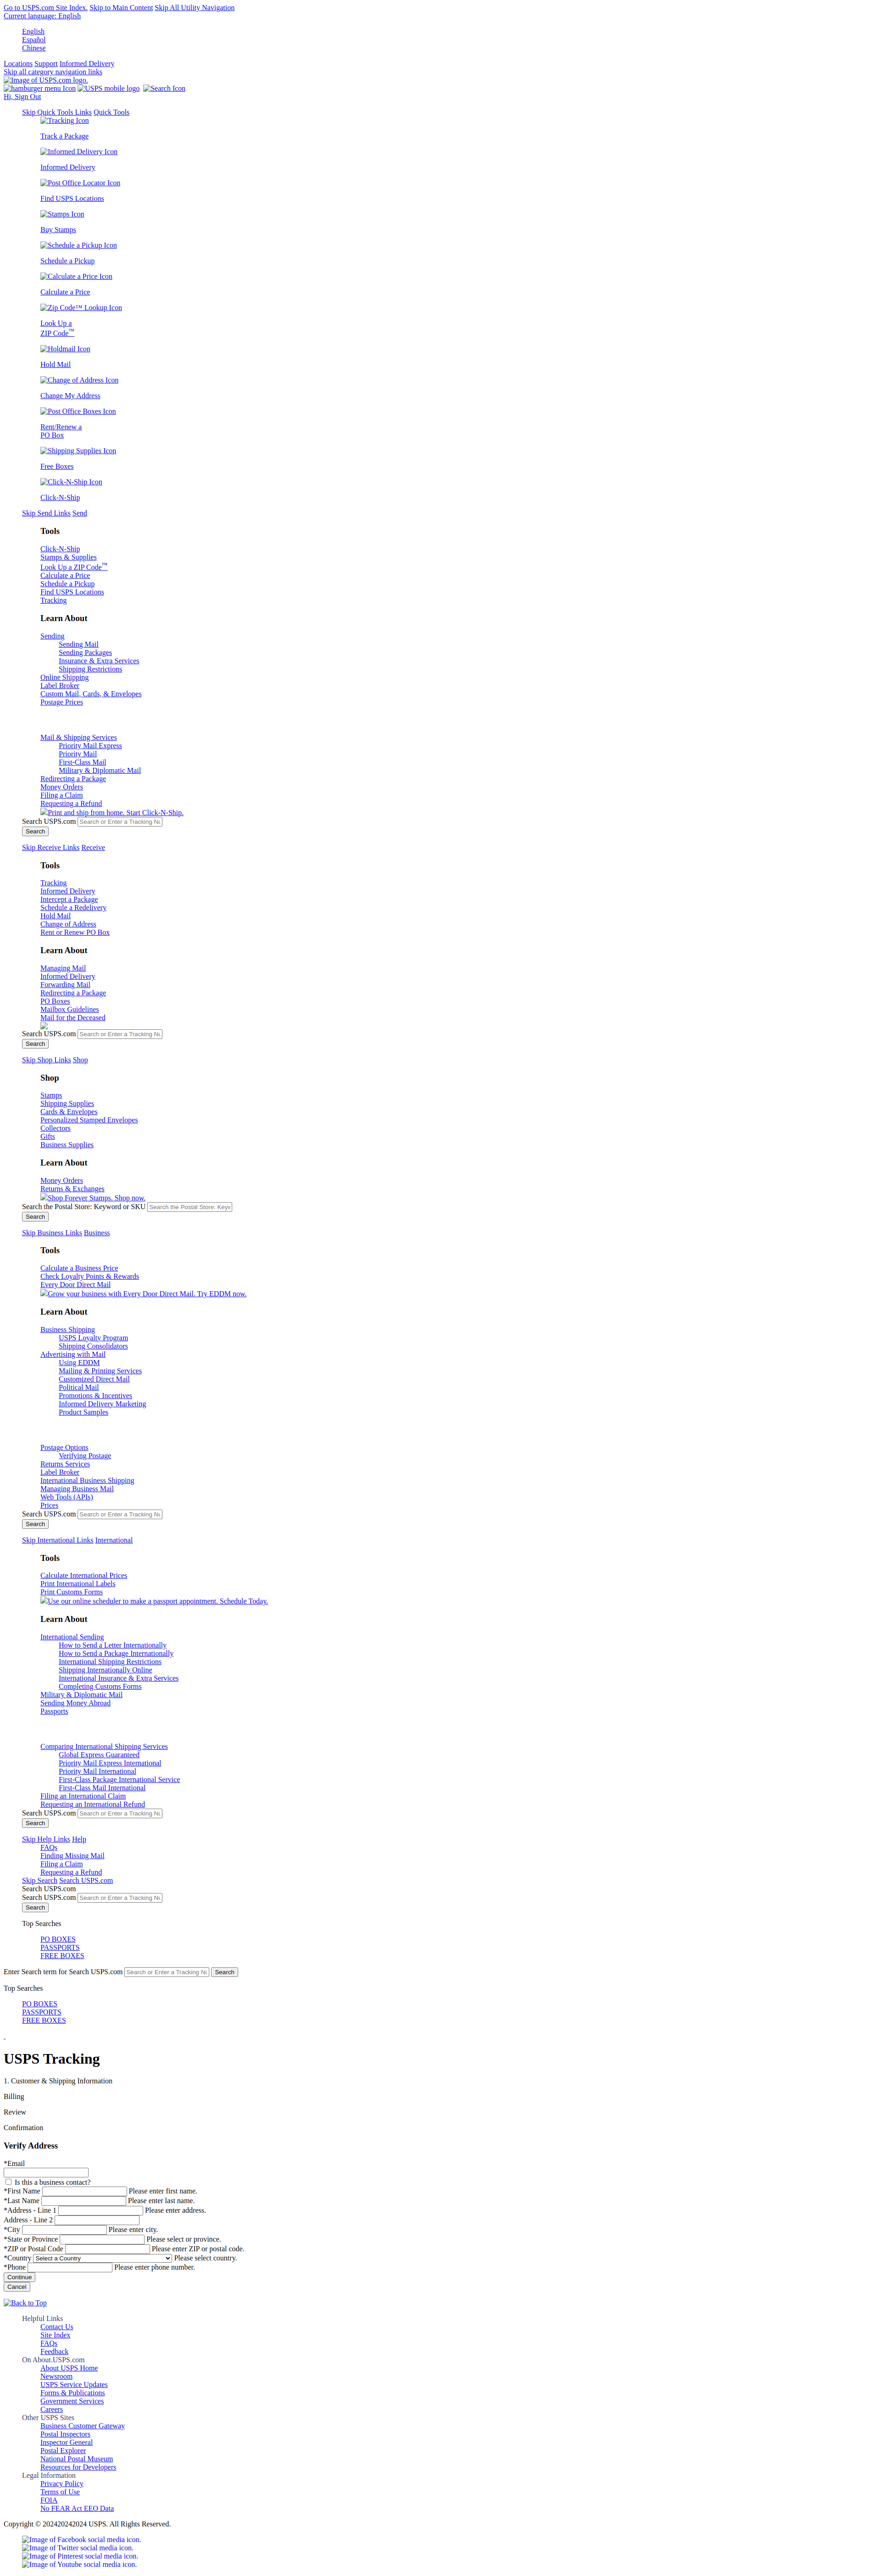 Go to USPS.com Site Index. Skip to Main Content Skip All Utility Navigation
Current language: English
English
Español
Chinese
Locations Support Informed Delivery
Skip all category navigation links
Image of USPS.com logo.
hamburger menu Icon USPS mobile logo Search Icon
Hi, Sign Out
Skip Quick Tools Links Quick Tools
Tracking Icon
Track a Package
Informed Delivery Icon
Informed Delivery
Post Office Locator Icon
Find USPS Locations
Stamps Icon
Buy Stamps
Schedule a Pickup Icon
Schedule a Pickup
Calculate a Price Icon
Calculate a Price
Zip Code™ Lookup Icon
Look Up a
ZIP Code™
Holdmail Icon
Hold Mail
Change of Address Icon
Change My Address
Post Office Boxes Icon
Rent/Renew a
PO Box
Shipping Supplies Icon
Free Boxes
Click-N-Ship Icon
Click-N-Ship
Skip Send Links Send
Tools
Click-N-Ship
Stamps & Supplies
Look Up a ZIP Code™
Calculate a Price
Schedule a Pickup
Find USPS Locations
Tracking
Learn About
Sending
Sending Mail
Sending Packages
Insurance & Extra Services
Shipping Restrictions
Online Shipping
Label Broker
Custom Mail, Cards, & Envelopes
Postage Prices
Mail & Shipping Services
Priority Mail Express
Priority Mail
First-Class Mail
Military & Diplomatic Mail
Redirecting a Package
Money Orders
Filing a Claim
Requesting a Refund
Print and ship from home. Start Click-N-Ship.
Search USPS.com Search or Enter a Tracking Nu
Search
Skip Receive Links Receive
Tools
Tracking
Informed Delivery
Intercept a Package
Schedule a Redelivery
Hold Mail
Change of Address
Rent or Renew PO Box
Learn About
Managing Mail
Informed Delivery
Forwarding Mail
Redirecting a Package
PO Boxes
Mailbox Guidelines
Mail for the Deceased
Search USPS.com Search or Enter a Tracking Nu
Search
Skip Shop Links Shop
Shop
Stamps
Shipping Supplies
Cards & Envelopes
Personalized Stamped Envelopes
Collectors
Gifts
Business Supplies
Learn About
Money Orders
Returns & Exchanges
Shop Forever Stamps. Shop now.
Search the Postal Store: Keyword or SKU Search the Postal Store: Keyw
Search
Skip Business Links Business
Tools
Calculate a Business Price
Check Loyalty Points & Rewards
Every Door Direct Mail
Grow your business with Every Door Direct Mail. Try EDDM now.
Learn About
Business Shipping
USPS Loyalty Program
Shipping Consolidators
Advertising with Mail
Using EDDM
Mailing & Printing Services
Customized Direct Mail
Political Mail
Promotions & Incentives
Informed Delivery Marketing
Product Samples
Postage Options
Verifying Postage
Returns Services
Label Broker
International Business Shipping
Managing Business Mail
Web Tools (APIs)
Prices
Search USPS.com Search or Enter a Tracking Nu
Search
Skip International Links International
Tools
Calculate International Prices
Print International Labels
Print Customs Forms
Use our online scheduler to make a passport appointment. Schedule Today.
Learn About
International Sending
How to Send a Letter Internationally
How to Send a Package Internationally
International Shipping Restrictions
Shipping Internationally Online
International Insurance & Extra Services
Completing Customs Forms
Military & Diplomatic Mail
Sending Money Abroad
Passports
Comparing International Shipping Services
Global Express Guaranteed
Priority Mail Express International
Priority Mail International
First-Class Package International Service
First-Class Mail International
Filing an International Claim
Requesting an International Refund
Search USPS.com Search or Enter a Tracking Nu
Search
Skip Help Links Help
FAQs
Finding Missing Mail
Filing a Claim
Requesting a Refund
Skip Search Search USPS.com
Search USPS.com
Search USPS.com Search or Enter a Tracking Nu
Search
Top Searches
PO BOXES
PASSPORTS
FREE BOXES
Enter Search term for Search USPS.com Search or Enter a Tracking Nu Search
Top Searches
PO BOXES
PASSPORTS
FREE BOXES
USPS Tracking
1. Customer & Shipping Information
Billing
Review
Confirmation
Verify Address
*Email
Is this a business contact?
*First Name Please enter first name.
*Last Name Please enter last name.
*Address - Line 1 Please enter address.
Address - Line 2
*City Please enter city.
*State or Province Please select or province.
*ZIP or Postal Code Please enter ZIP or postal code.
*Country Select a Country Please select country.
*Phone Please enter phone number.
Continue
Cancel
Back to Top
Helpful Links
Contact Us
Site Index
FAQs
Feedback
On About.USPS.com
About USPS Home
Newsroom
USPS Service Updates
Forms & Publications
Government Services
Careers
Other USPS Sites
Business Customer Gateway
Postal Inspectors
Inspector General
Postal Explorer
National Postal Museum
Resources for Developers
Legal Information
Privacy Policy
Terms of Use
FOIA
No FEAR Act EEO Data
Copyright © 202420242024 USPS. All Rights Reserved.
Image of Facebook social media icon.
Image of Twitter social media icon.
Image of Pinterest social media icon.
Image of Youtube social media icon.